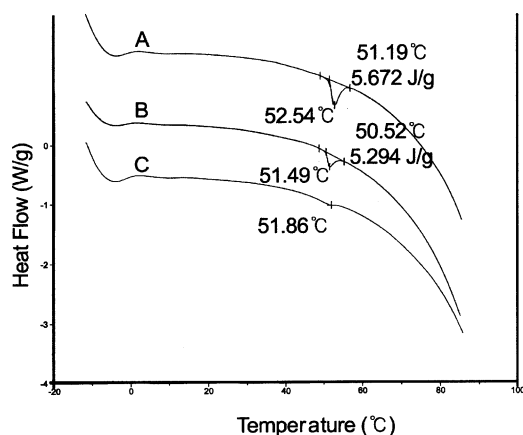 A
51.19℃
5.672 J/g
52.54℃
50.52℃
B
5.294 J/g
51.49℃
C
51.86℃
0
-1
-2
-3
-4
-20
0
20
40
60
80
100
Heat Flow (W/g)
Temperature (℃)